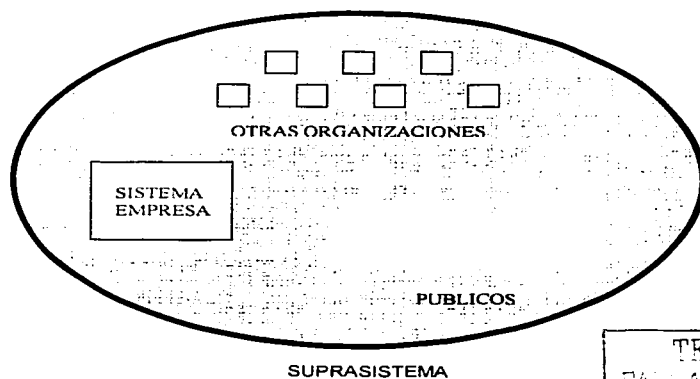 OTRAS ORGANIZACIONES
SISTEMA
EMPRESA
PUBLICOS
SUPRASISTEMA